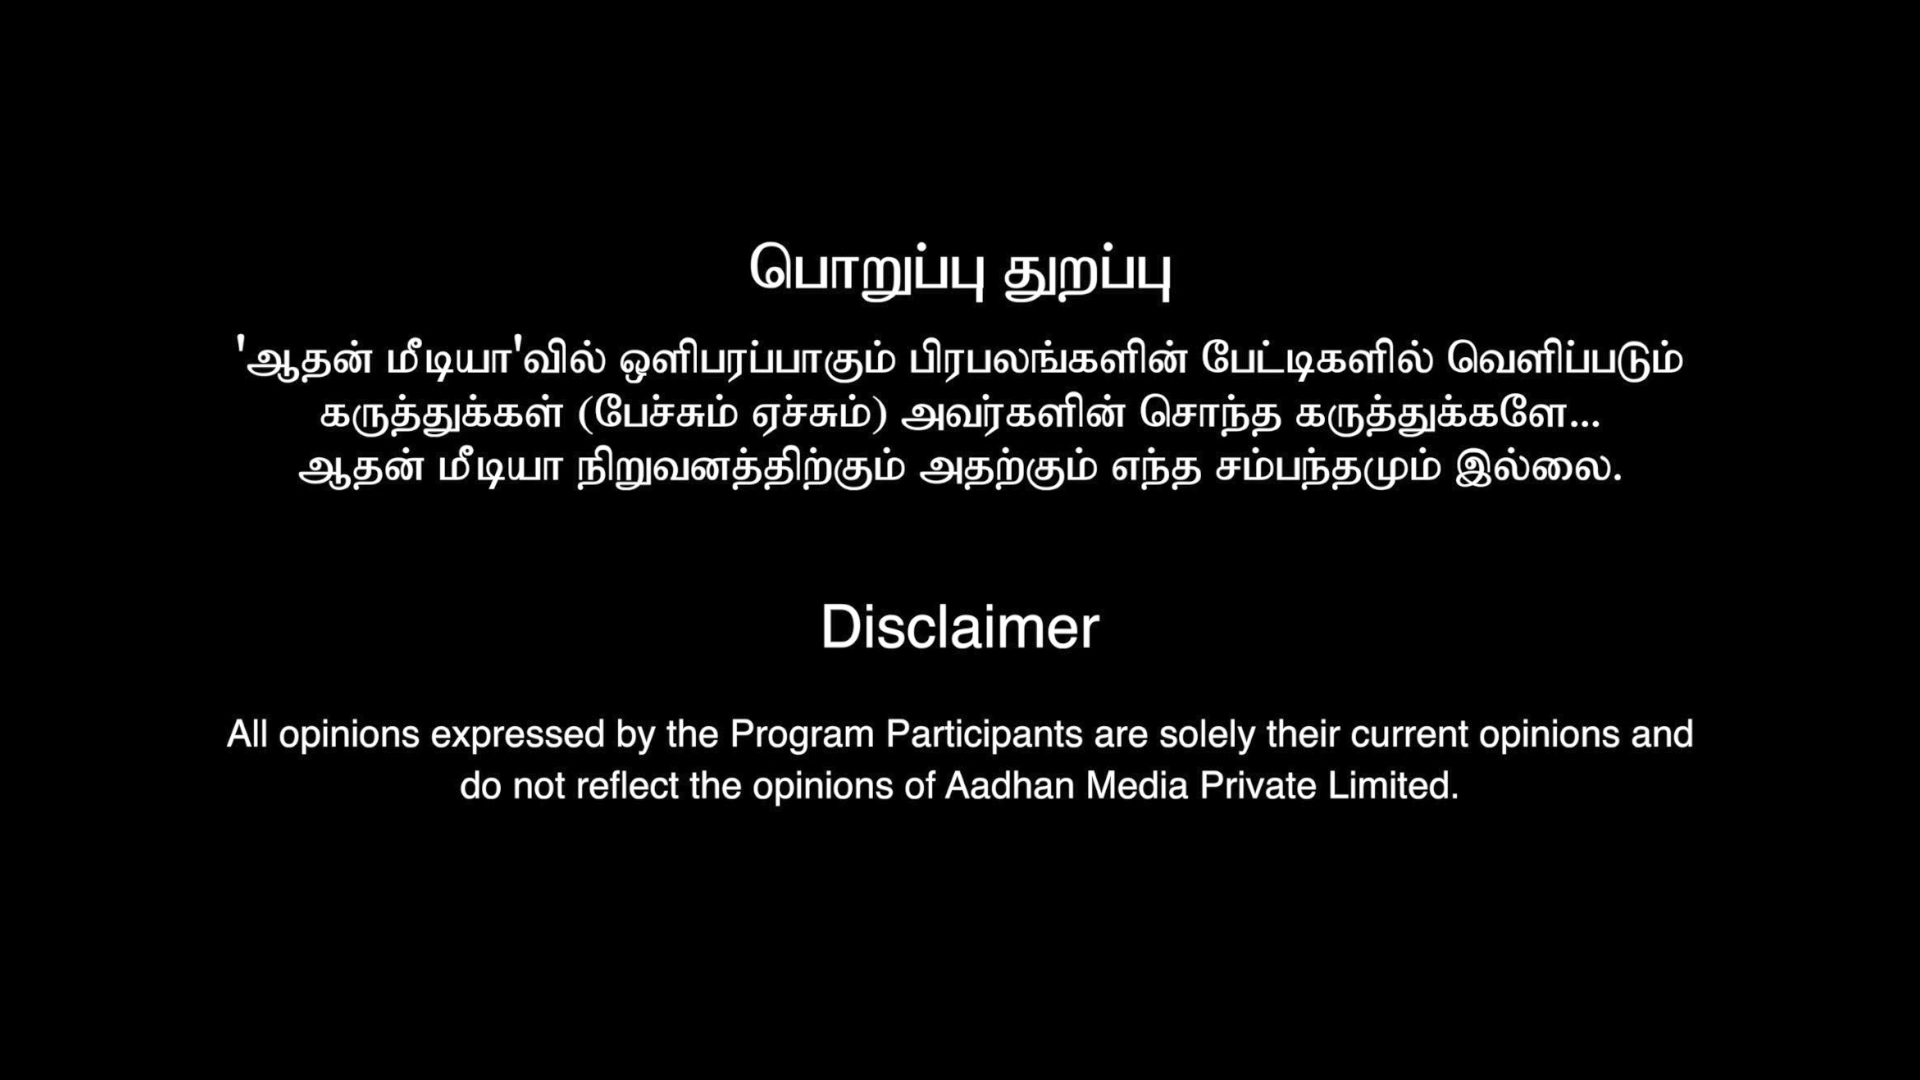 பொறுப்பு துறப்பு
'ஆதன் மீடியா'வில் ஒளிபரப்பாகும் பிரபலங்களின் பேட்டிகளில் வெளிப்படும்
கருத்துக்கள் (பேச்சும் ஏச்சும்) அவர்களின் சொந்த கருத்துக்களே...
ஆதன் மீடியா நிறுவனத்திற்கும் அதற்கும் எந்த சம்பந்தமும் இல்லை.
Disclaimer
All opinions expressed by the Program Participants are solely their current opinions and
do not reflect the opinions of Aadhan Media Private Limited.